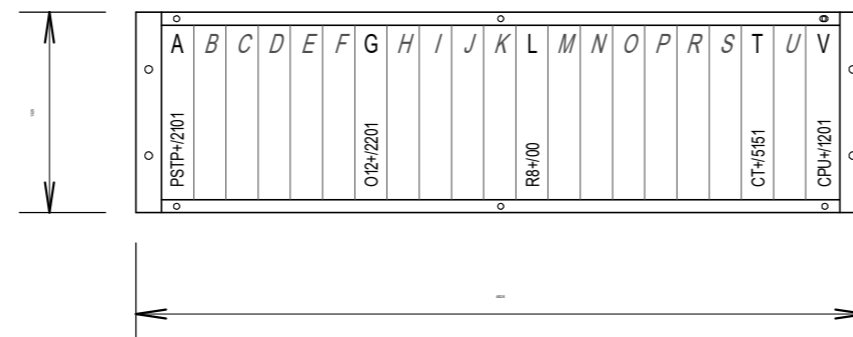 A B C D E F G H I J K L M N O P R S T U V
PSTP+/2101
O12+/2201
R8+/00
CT+/5151
CPU+/1201